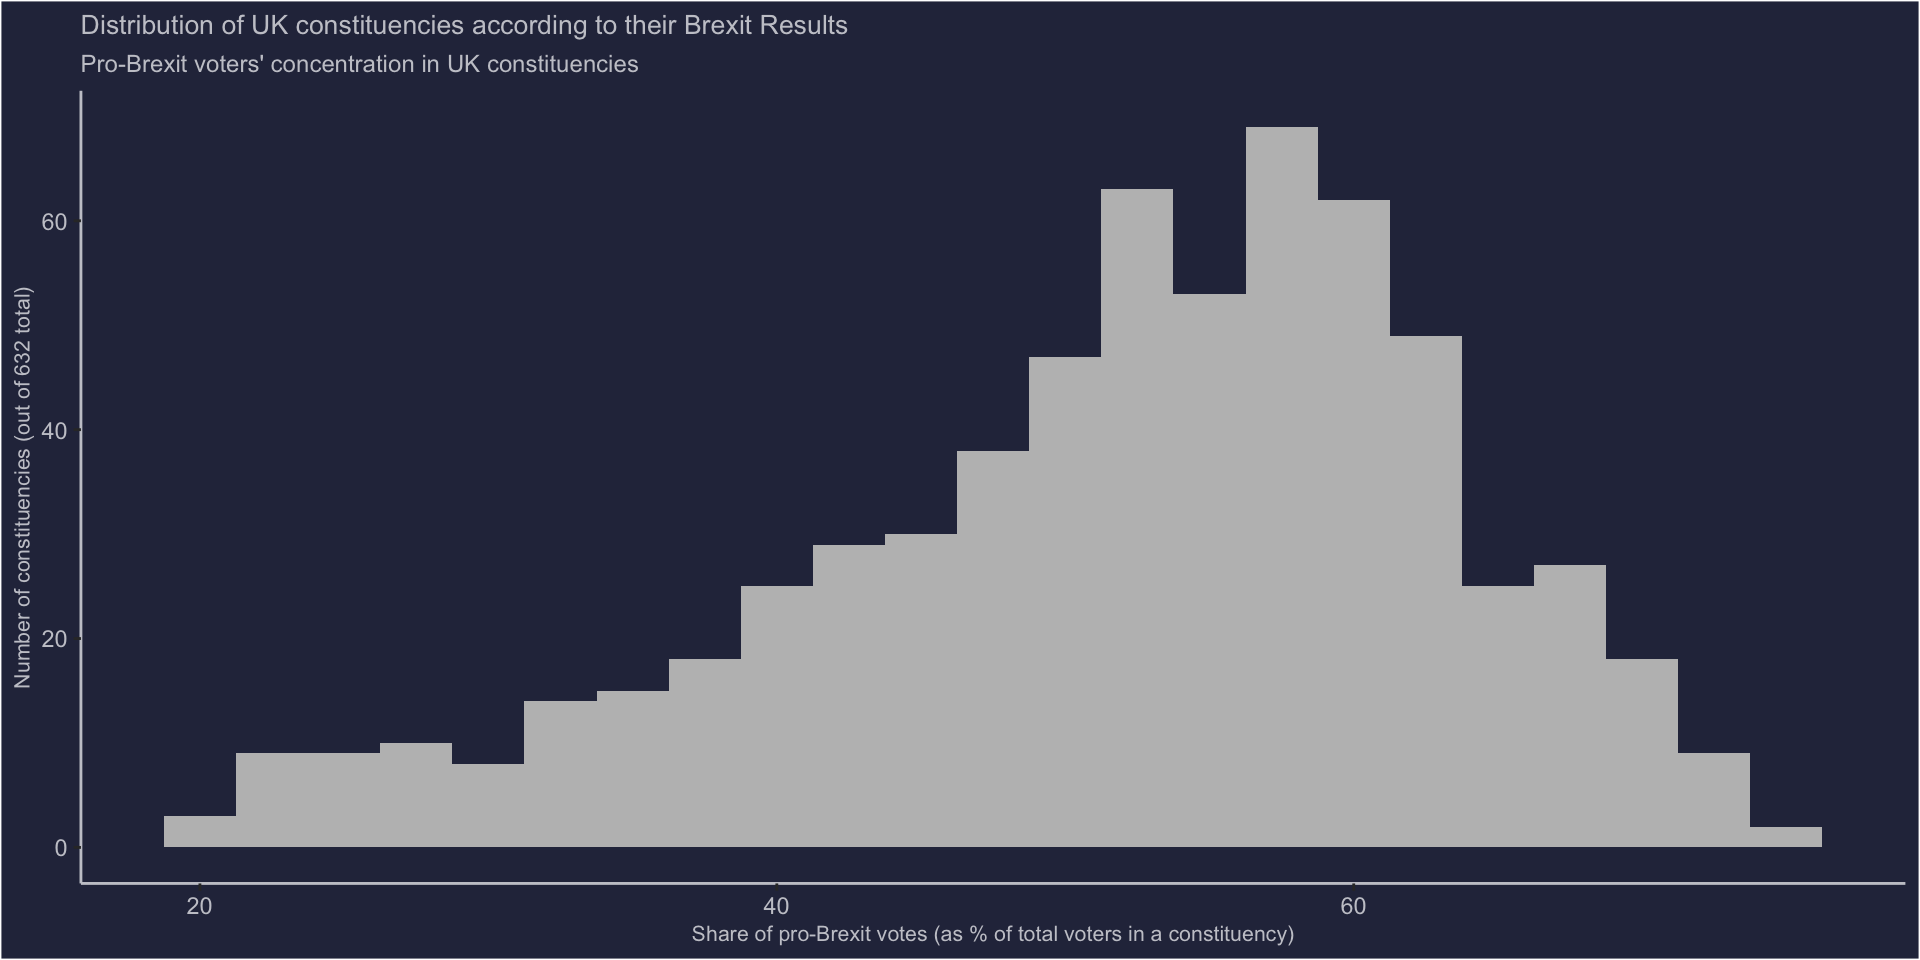 Distribution of UK constituencies according to their Brexit Results
Pro-Brexit voters' concentration in UK constituencies
Number of constituencies (out of 632 total)
60
40
20
0
20
40
60
Share of pro-Brexit votes (as % of total voters in a constituency)